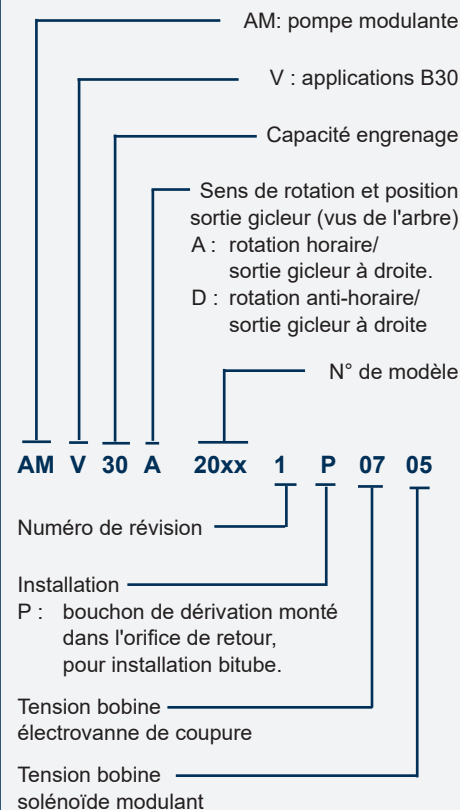 AM: pompe modulante
V : applications B30
Capacité engrenage
Sens de rotation et position
sortie gicleur (vus de l'arbre)
A : rotation horaire/
sortie gicleur à droite.
D : rotation anti-horaire/
sortie gicleur à droite
N° de modèle
AM V 30 A 20xx 1 P 07 05
Numéro de révision
Installation
P : bouchon de dérivation monté
dans l'orifice de retour,
pour installation bitube.
Tension bobine
électrovanne de coupure
Tension bobine
solénoïde modulant